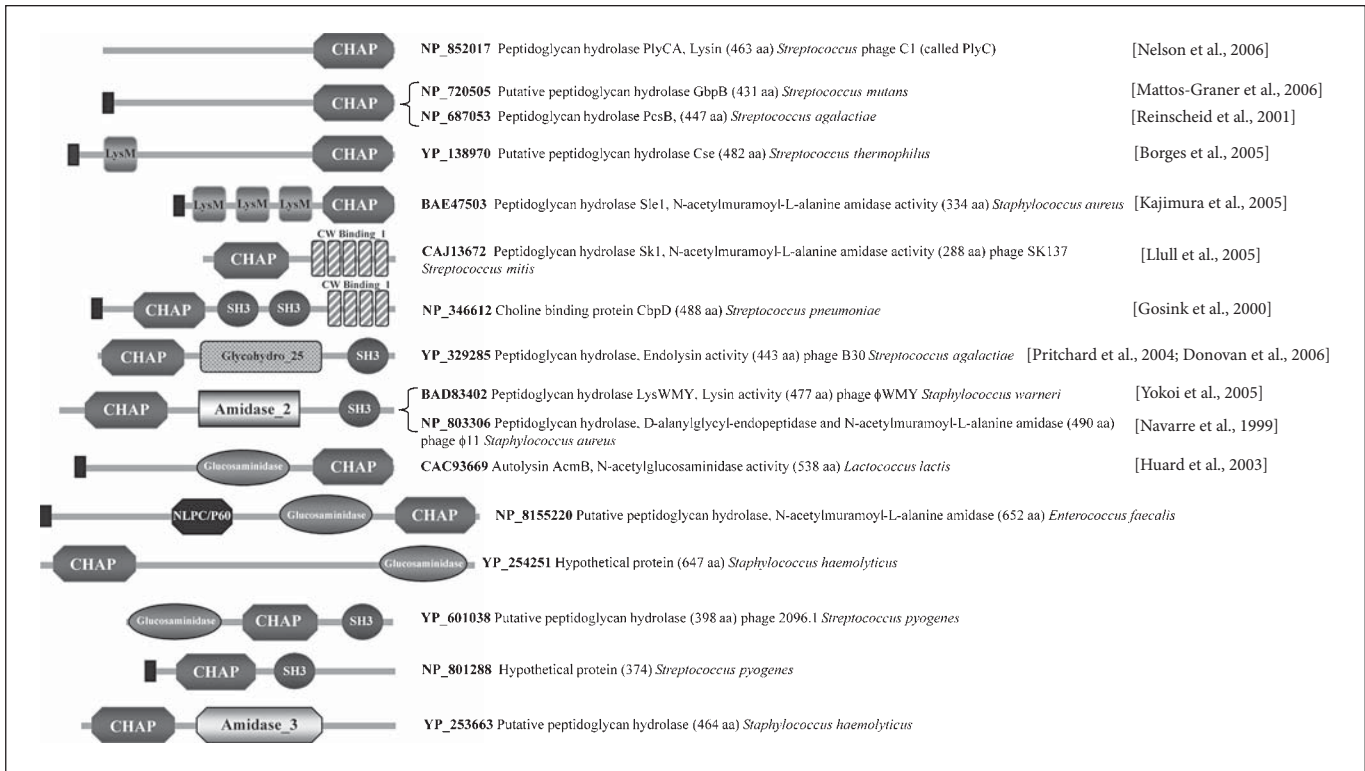 CHAP NP_852017 Peptidoglycan hydrolase PlyCA, Lysin (463 aa) Streptococcus phage C1 (called PlyC) [Nelson et al., 2006]
NP_720505 Putative peptidoglycan hydrolase GbpB (431 aa) Streptococcus mutans [Mattos-Graner et al., 2006]
CHAP
NP_687053 Peptidoglycan hydrolase PcsB, (447 aa) Streptococcus agalactiae [Reinscheid et al., 2001]
LysM CHAP YP_138970 Putative peptidoglycan hydrolase Cse (482 aa) Streptococcus thermophilus [Borges et al., 2005]
LysM LysM LysM CHAP BAE47503 Peptidoglycan hydrolase Sle1, N-acetylmuramoyl-L-alanine amidase activity (334 aa) Staphylococcus aureus [Kajimura et al., 2005]
CW Binding_1
CHAP CAJ13672 Peptidoglycan hydrolase Sk1, N-acetylmuramoyl-L-alanine amidase activity (288 aa) phage SK137 [Llull et al., 2005]
Streptococcus mitis
CW Binding_1
CHAP SH3 SH3 NP_346612 Choline binding protein CbpD (488 aa) Streptococcus pneumoniae [Gosink et al., 2000]
CHAP Glycohydro_25 SH3 YP_329285 Peptidoglycan hydrolase, Endolysin activity (443 aa) phage B30 Streptococcus agalactiae [Pritchard et al., 2004; Donovan et al., 2006]
BAD83402 Peptidoglycan hydrolase LysWMY, Lysin activity (477 aa) phage ϕWMY Staphylococcus warneri [Yokoi et al., 2005]
CHAP Amidase_2 SH3
NP_803306 Peptidoglycan hydrolase, D-alanylglycyl-endopeptidase and N-acetylmuramoyl-L-alanine amidase (490 aa) [Navarre et al., 1999]
phage ϕ11 Staphylococcus aureus
Glucosaminidase CHAP CAC93669 Autolysin AcmB, N-acetylglucosaminidase activity (538 aa) Lactococcus lactis [Huard et al., 2003]
NLPC/P60 Glucosaminidase CHAP NP_8155220 Putative peptidoglycan hydrolase, N-acetylmuramoyl-L-alanine amidase (652 aa) Enterococcus faecalis
CHAP Glucosaminidase YP_254251 Hypothetical protein (647 aa) Staphylococcus haemolyticus
Glucosaminidase CHAP SH3 YP_601038 Putative peptidoglycan hydrolase (398 aa) phage 2096.1 Streptococcus pyogenes
CHAP SH3 NP_801288 Hypothetical protein (374) Streptococcus pyogenes
CHAP Amidase_3 YP_253663 Putative peptidoglycan hydrolase (464 aa) Staphylococcus haemolyticus